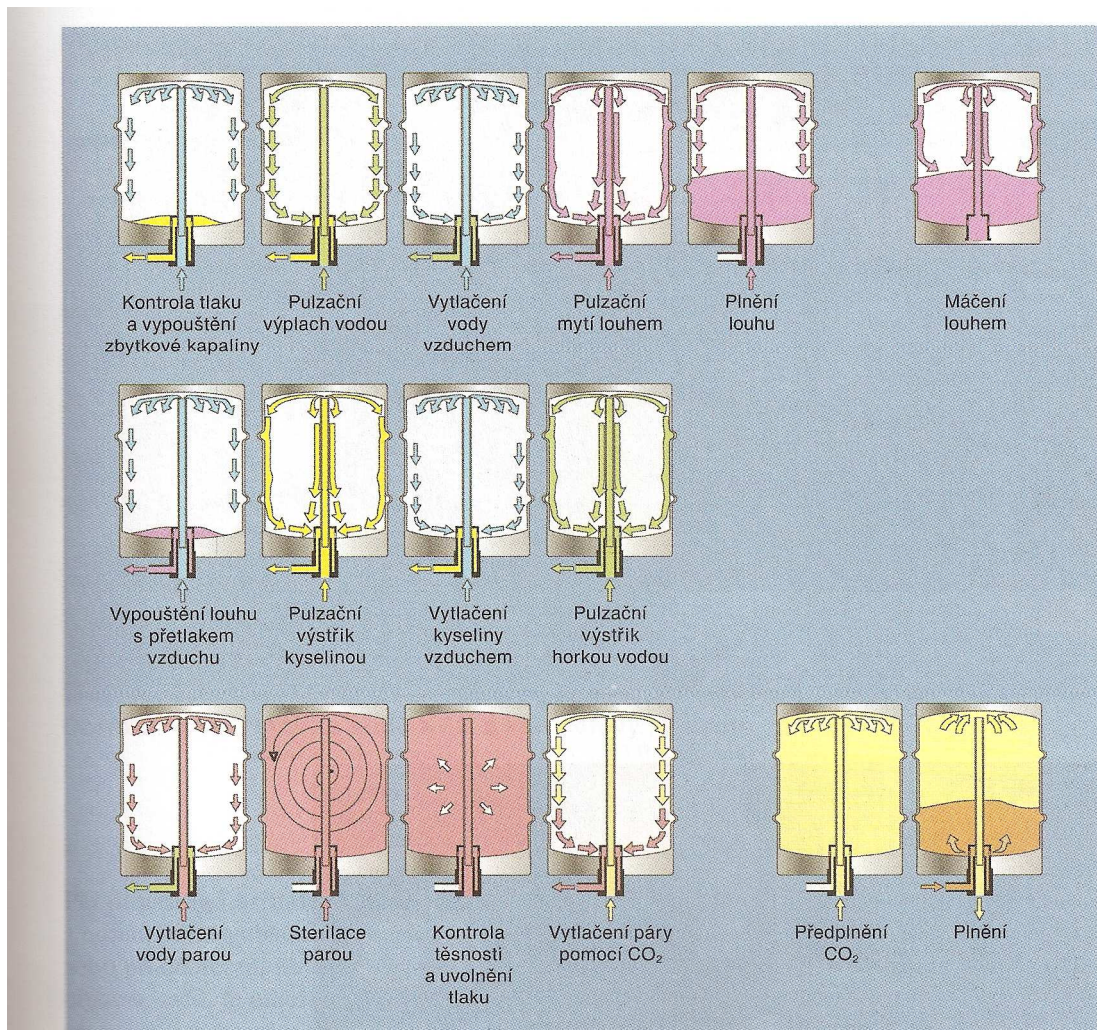 Kontrola tlaku
a vypouštění
zbytkové kapaliny
Pulzační
výplach vodou
Vytlačení
vody
vzduchem
Pulzační
mytí louhem
Plnění
louhu
Máčení
louhem
Vypouštění louhu
s přetlakem
vzduchu
Pulzační
výstřik
kyselinou
Vytlačení
kyseliny
vzduchem
Pulzační
výstřik
horkou vodou
Vytlačení
vody parou
Sterilace
parou
Kontrola
těsnosti
a uvolnění
tlaku
Vytlačení páry
pomocí CO₂
Předplnění
CO₂
Plnění